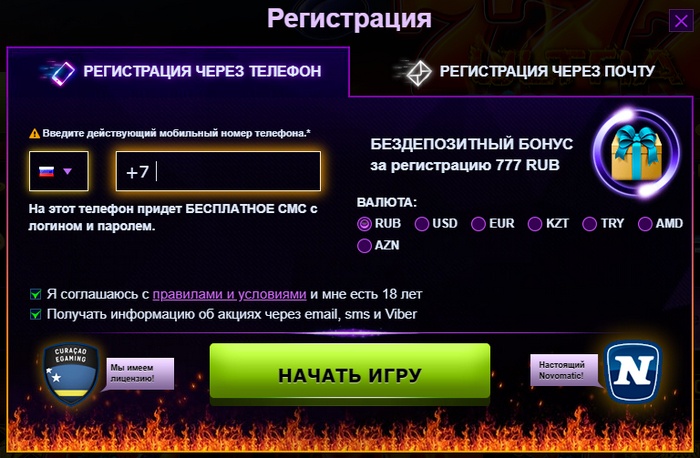 Регистрация
РЕГИСТРАЦИЯ ЧЕРЕЗ ТЕЛЕФОН
РЕГИСТРАЦИЯ ЧЕРЕЗ ПОЧТУ
Введите действующий мобильный номер телефона.*
+7
На этот телефон придет БЕСПЛАТНОЕ СМС с
логином и паролем.
БЕЗДЕПОЗИТНЫЙ БОНУС
за регистрацию 777 RUB
ВАЛЮТА:
RUB USD EUR KZT TRY AMD
AZN
Я соглашаюсь с правилами и условиями и мне есть 18 лет
Получать информацию об акциях через email, sms и Viber
CURAÇAO
EGAMING
Мы имеем
лицензию!
НАЧАТЬ ИГРУ
Настоящий
Novomatic!
N